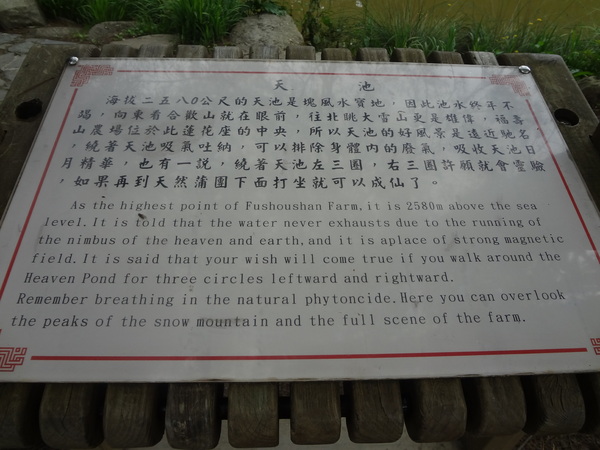 天 池
海拔二五八0公尺的天池是塊風水寶地，因此池水終年不
竭，向東看合歡山就在眼前，往北眺大雪山更是雄偉，福壽
山農場位於此蓮花座的中央，所以天池的好風景是遠近馳名
，繞著天池吸氣吐納，可以排除身體內的廢氣，吸收天池日
月精華，也有一說，繞著天池左三圈，右三圈許願就會靈驗
，如果再到天然蒲團下面打坐就可以成仙了。
As the highest point of Fushoushan Farm, it is 2580m above the sea
level. It is told that the water never exhausts due to the running of
the nimbus of the heaven and earth, and it is aplace of strong magnetic
field. It is said that your wish will come true if you walk around the
Heaven Pond for three circles leftward and rightward.
Remember breathing in the natural phytoncide. Here you can overlook
the peaks of the snow mountain and the full scene of the farm.